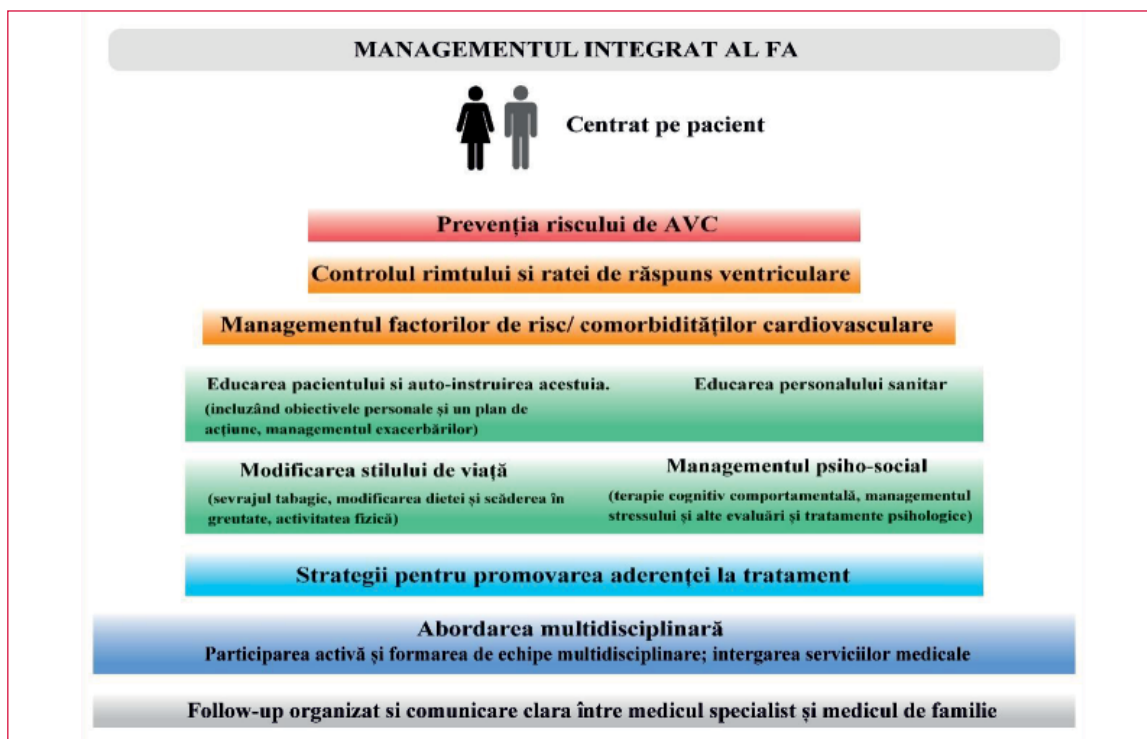 MANAGEMENTUL INTEGRAT AL FA
Centrat pe pacient
Prevenția riscului de AVC
Controlul rimtului si ratei de răspuns ventriculare
Managementul factorilor de risc/ comorbidităților cardiovasculare
Educarea pacientului si auto-instruirea acestuia.
(incluzând obiectivele personale și un plan de
acțiune, managementul exacerbărilor)
Educarea personalului sanitar
Modificarea stilului de viață
(sevrajul tabagic, modificarea dietei și scăderea în
greutate, activitatea fizică)
Managementul psiho-social
(terapie cognitiv comportamentală, managementul
stressului și alte evaluări și tratamente psihologice)
Strategii pentru promovarea aderenței la tratament
Abordarea multidisciplinară
Participarea activă și formarea de echipe multidisciplinare; intergarea serviciilor medicale
Follow-up organizat si comunicare clara între medicul specialist și medicul de familie